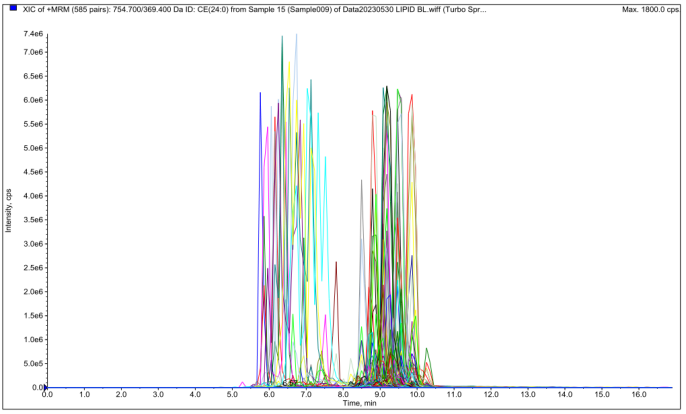 XIC of +MRM (585 pairs): 754.700/369.400 Da ID: CE(24:0) from Sample 15 (Sample009) of Data20230530 LIPID BL.wiff (Turbo Spr...
Max. 1800.0 cps.
7.4e6
7.0e6
6.5e6
6.0e6
5.5e6
5.0e6
4.5e6
4.0e6
3.5e6
3.0e6
2.5e6
2.0e6
1.5e6
1.0e6
5.0e5
0.0
Intensity, cps
0.0 1.0 2.0 3.0 4.0 5.0 6.0 7.0 8.0 9.0 10.0 11.0 12.0 13.0 14.0 15.0 16.0
Time, min